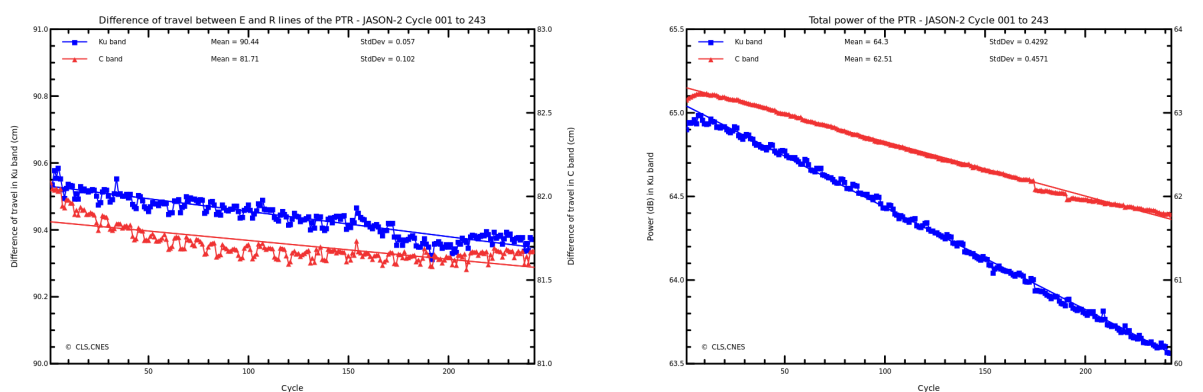 Difference of travel between E and R lines of the PTR - JASON-2 Cycle 001 to 243
91.0
90.8
90.6
90.4
90.2
90.0
Difference of travel in Ku band (cm)
Ku band Mean = 90.44 StdDev = 0.057
C band Mean = 81.71 StdDev = 0.102
© CLS,CNES
50 100 150 200
Cycle
83.0
82.5
82.0
81.5
81.0
Difference of travel in C band (cm)
Total power of the PTR - JASON-2 Cycle 001 to 243
65.5
65.0
64.5
64.0
63.5
Power (dB) in Ku band
Ku band Mean = 64.3 StdDev = 0.4292
C band Mean = 62.51 StdDev = 0.4571
© CLS,CNES
50 100 150 200
Cycle
64
63
62
61
60